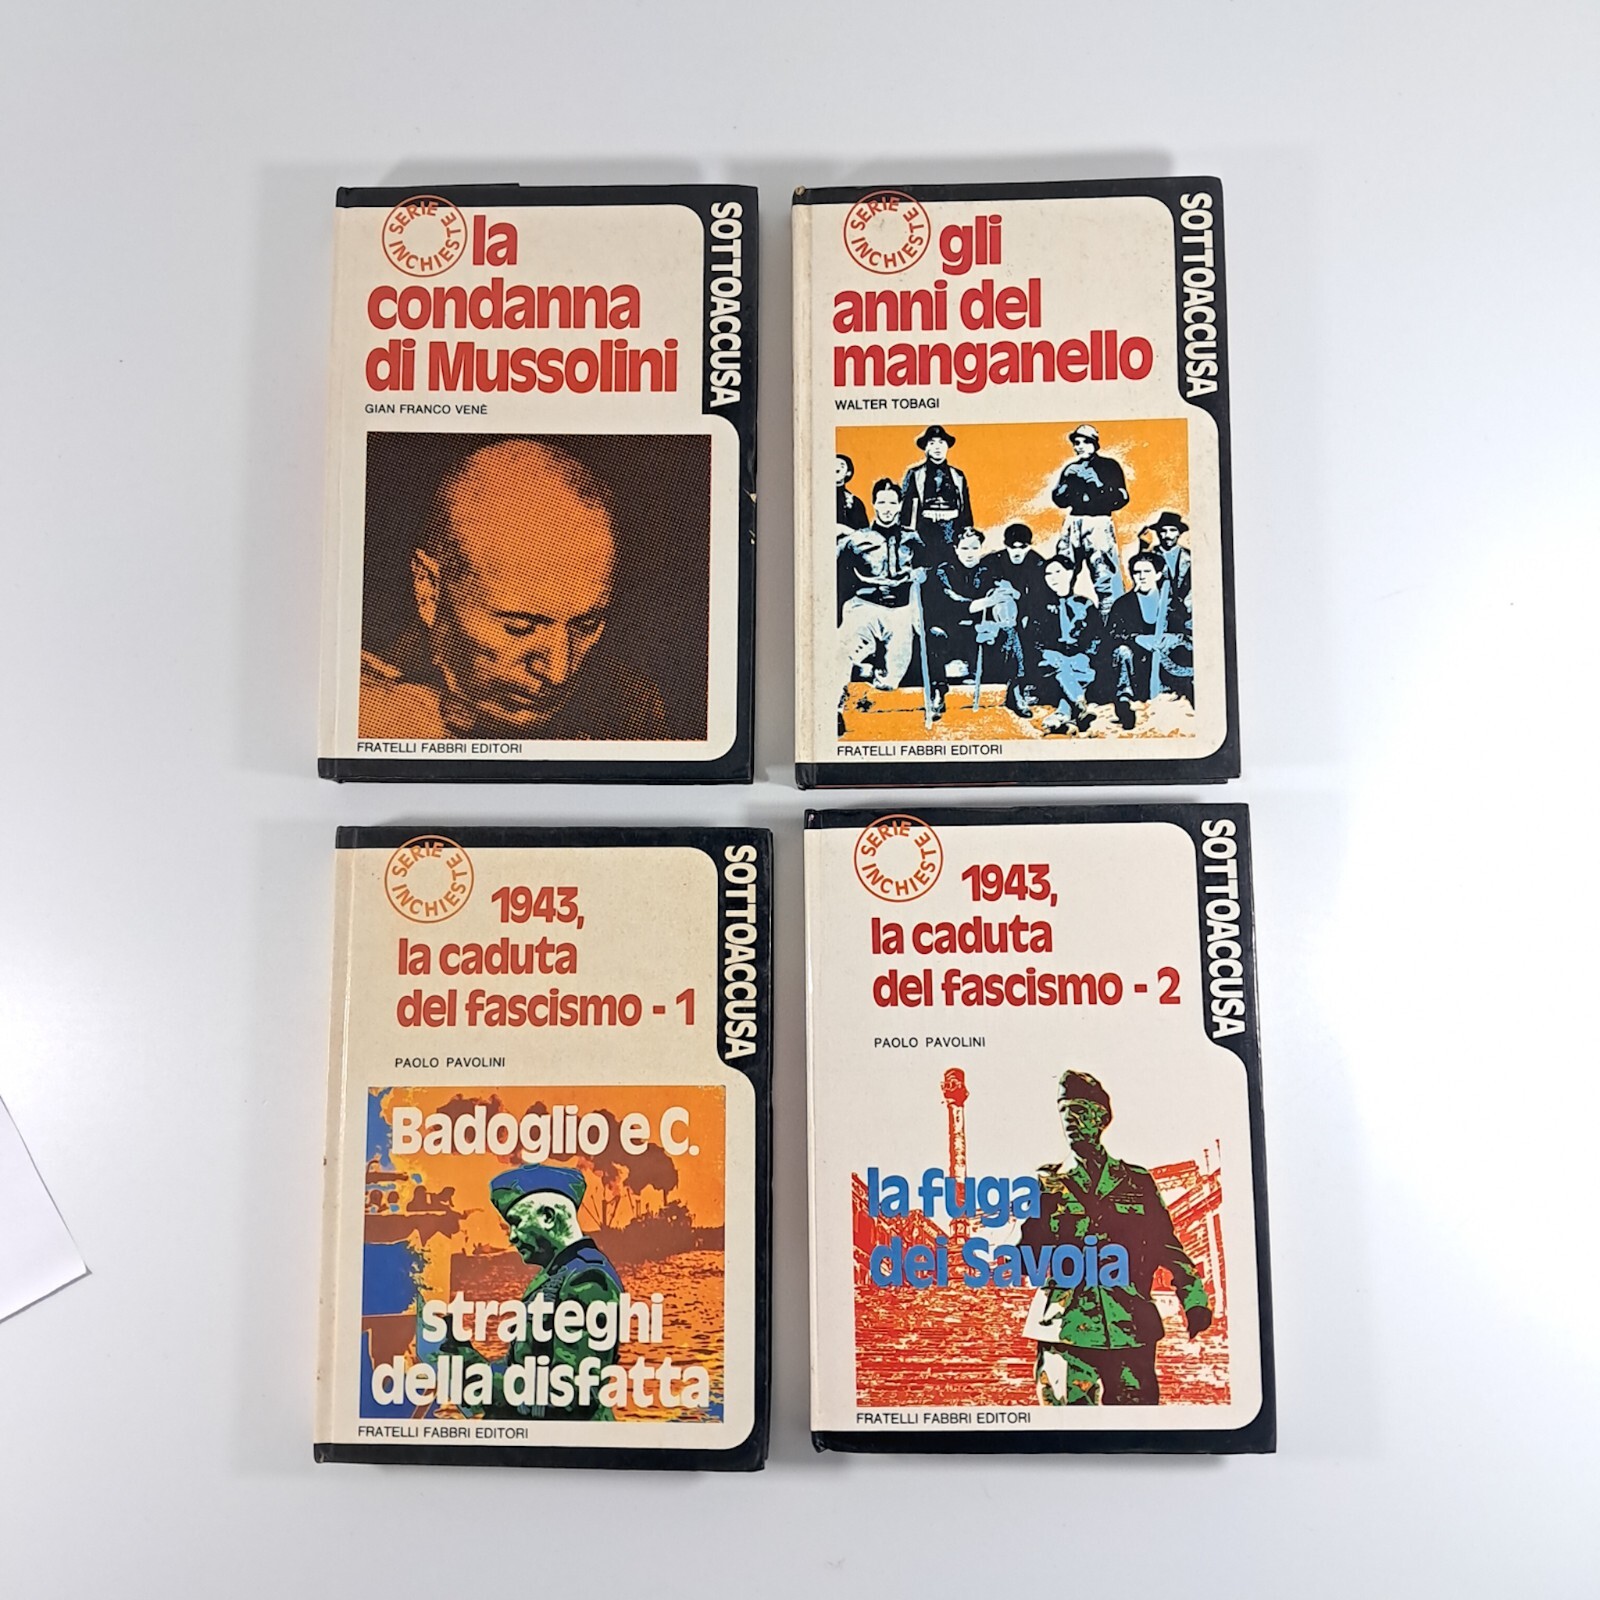 SERIE INCHIESTE
la
condanna
di Mussolini
GIAN FRANCO VENÈ
FRATELLI FABBRI EDITORI
SOTTOACCUSA
SERIE INCHIESTE
gli
anni del
manganello
WALTER TOBAGI
FRATELLI FABBRI EDITORI
SOTTOACCUSA
SERIE INCHIESTE
1943,
la caduta
del fascismo - 1
PAOLO PAVOLINI
Badoglio e C.
strateghi
della disfatta
FRATELLI FABBRI EDITORI
SOTTOACCUSA
SERIE INCHIESTE
1943,
la caduta
del fascismo - 2
PAOLO PAVOLINI
la fuga
dei Savoia
FRATELLI FABBRI EDITORI
SOTTOACCUSA